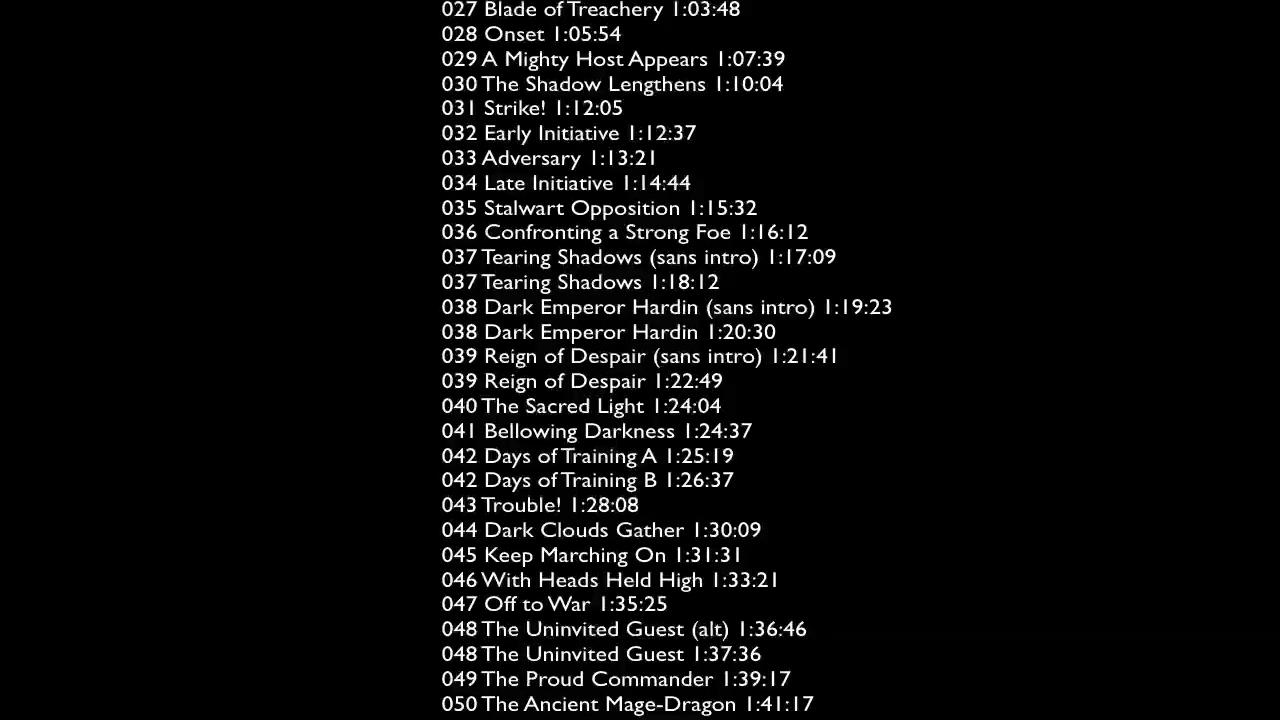 027 Blade of Treachery 1:03:48
028 Onset 1:05:54
029 A Mighty Host Appears 1:07:39
030 The Shadow Lengthens 1:10:04
031 Strike! 1:12:05
032 Early Initiative 1:12:37
033 Adversary 1:13:21
034 Late Initiative 1:14:44
035 Stalwart Opposition 1:15:32
036 Confronting a Strong Foe 1:16:12
037 Tearing Shadows (sans intro) 1:17:09
037 Tearing Shadows 1:18:12
038 Dark Emperor Hardin (sans intro) 1:19:23
038 Dark Emperor Hardin 1:20:30
039 Reign of Despair (sans intro) 1:21:41
039 Reign of Despair 1:22:49
040 The Sacred Light 1:24:04
041 Bellowing Darkness 1:24:37
042 Days of Training A 1:25:19
042 Days of Training B 1:26:37
043 Trouble! 1:28:08
044 Dark Clouds Gather 1:30:09
045 Keep Marching On 1:31:31
046 With Heads Held High 1:33:21
047 Off to War 1:35:25
048 The Uninvited Guest (alt) 1:36:46
048 The Uninvited Guest 1:37:36
049 The Proud Commander 1:39:17
050 The Ancient Mage-Dragon 1:41:17